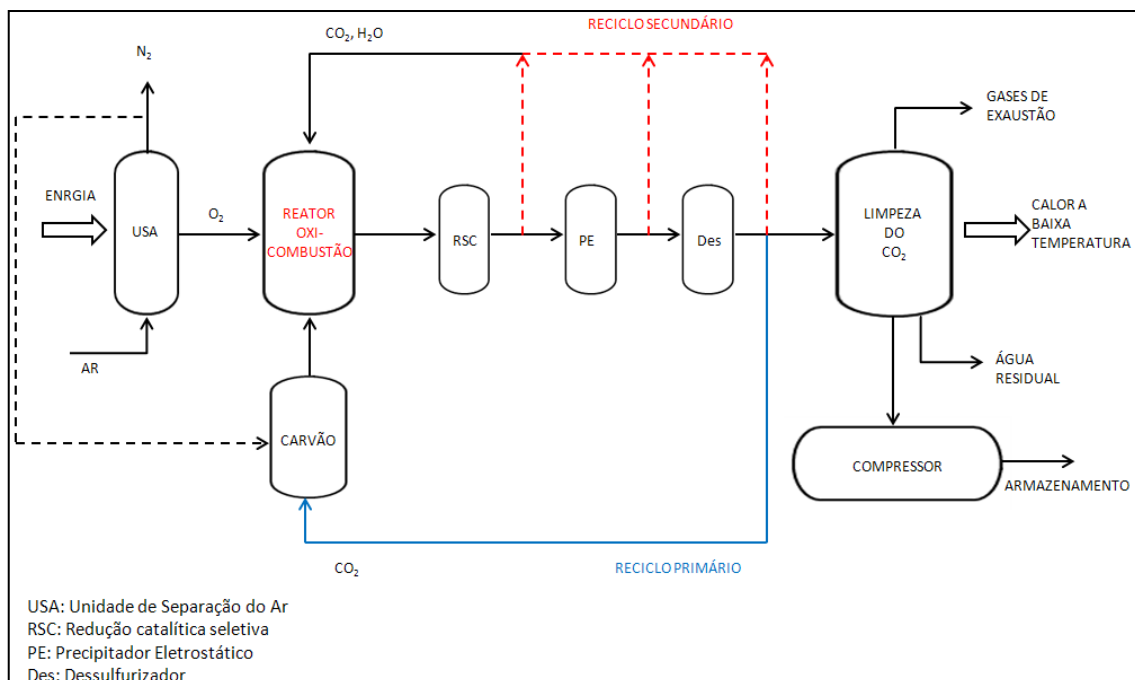 RECICLO SECUNDÁRIO
CO2, H2O
N2
GASES DE
EXAUSTÃO
ENRGIA
USA
O2
REATOR
OXI-
COMBUSTÃO
RSC
PE
Des
LIMPEZA
DO
CO2
CALOR A
BAIXA
TEMPERATURA
AR
ÁGUA
RESIDUAL
CARVÃO
COMPRESSOR
ARMAZENAMENTO
CO2
RECICLO PRIMÁRIO
USA: Unidade de Separação do Ar
RSC: Redução catalítica seletiva
PE: Precipitador Eletrostático
Des: Dessulfurizador